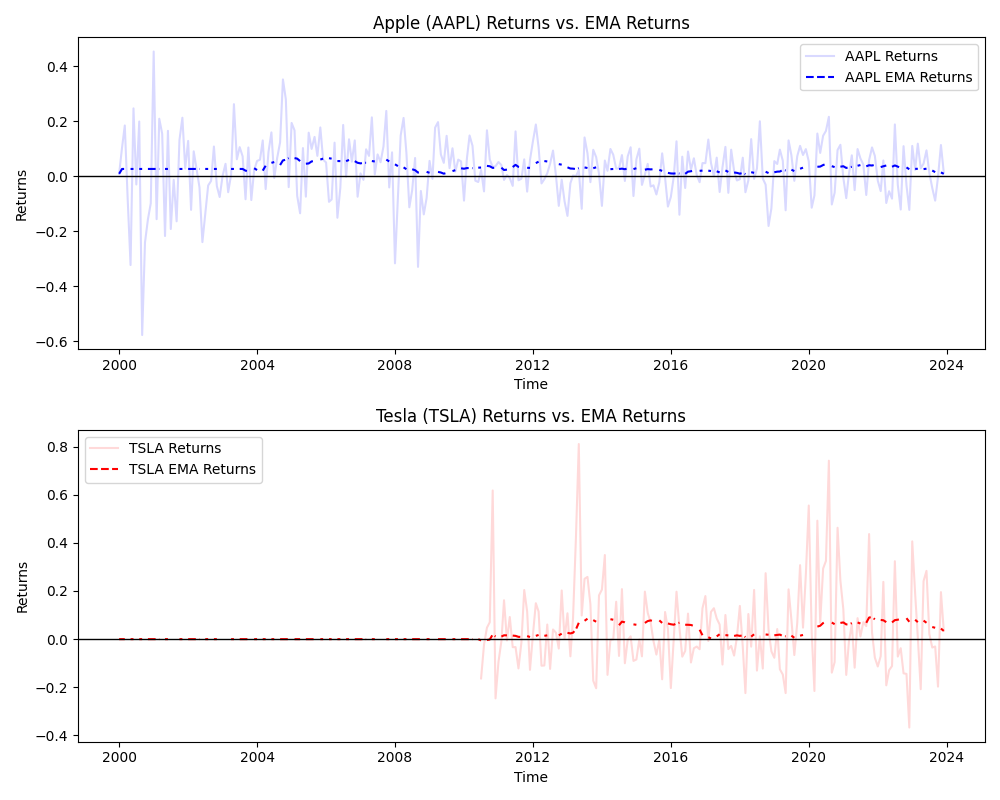 Apple (AAPL) Returns vs. EMA Returns
AAPL Returns
AAPL EMA Returns
Returns
0.4
0.2
0.0
−0.2
−0.4
−0.6
2000 2004 2008 2012 2016 2020 2024
Time
Tesla (TSLA) Returns vs. EMA Returns
TSLA Returns
TSLA EMA Returns
Returns
0.8
0.6
0.4
0.2
0.0
−0.2
−0.4
2000 2004 2008 2012 2016 2020 2024
Time